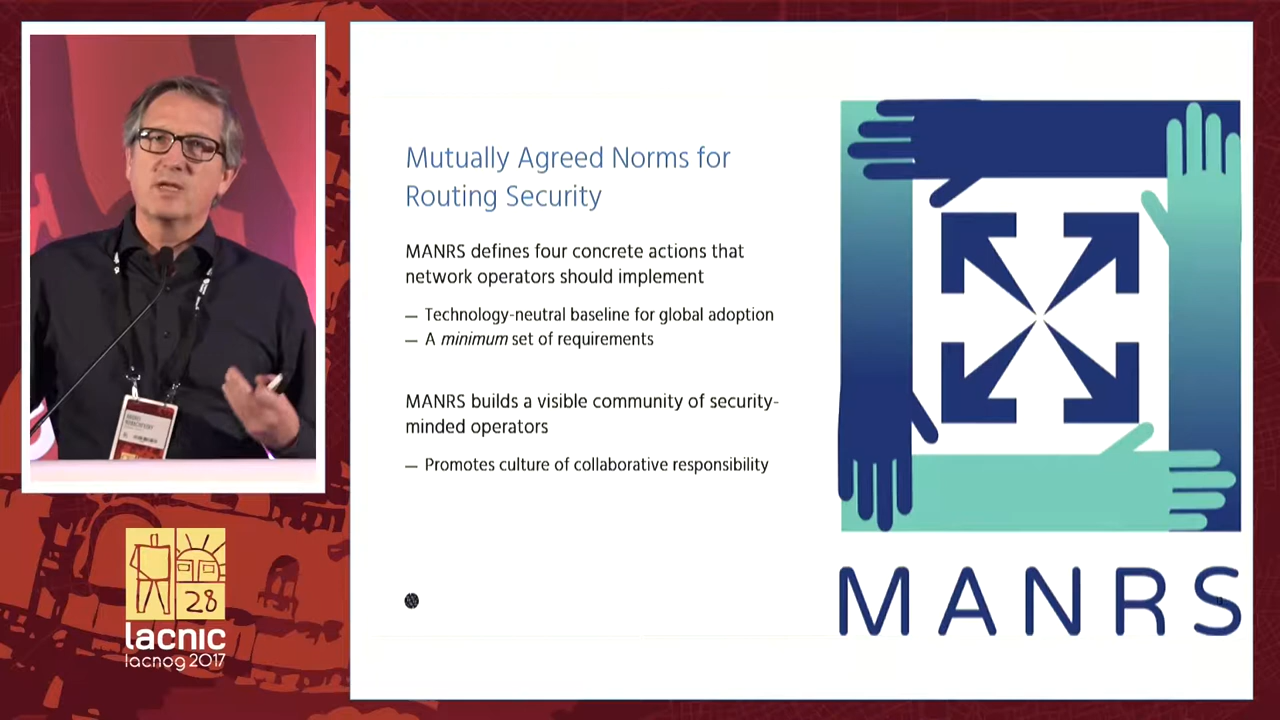 Mutually Agreed Norms for
Routing Security
MANRS defines four concrete actions that
network operators should implement
— Technology-neutral baseline for global adoption
— A minimum set of requirements
MANRS builds a visible community of security-
minded operators
— Promotes culture of collaborative responsibility
MANRS
28
lacnic
lacnog 2017